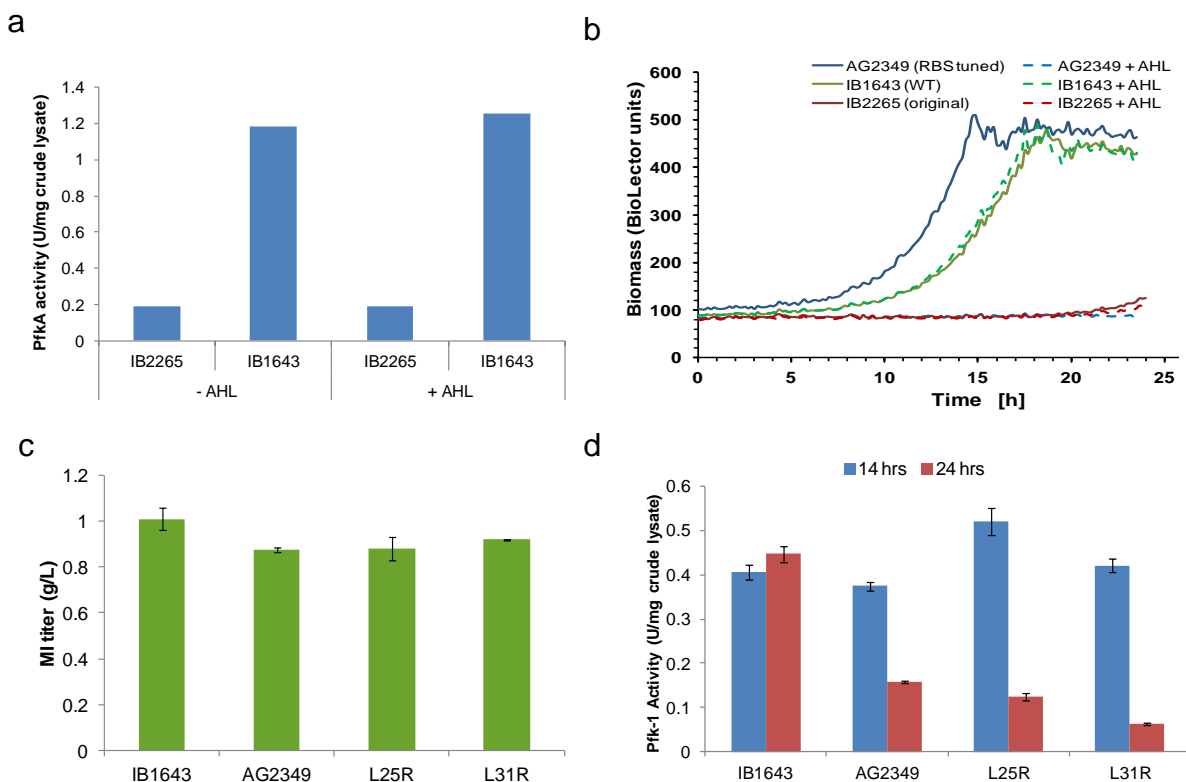 a
PfkA activity (U/mg crude lysate)
1.4
1.2
1
0.8
0.6
0.4
0.2
0
IB2265 IB1643 IB2265 IB1643
- AHL + AHL
b
AG2349 (RBS tuned) AG2349 + AHL
IB1643 (WT) IB1643 + AHL
IB2265 (original) IB2265 + AHL
Biomass (BioLector units)
600
500
400
300
200
100
0
0 5 10 15 20 25
Time [h]
c
MI titer (g/L)
1.2
1
0.8
0.6
0.4
0.2
0
IB1643 AG2349 L25R L31R
d
14 hrs 24 hrs
Pfk-1 Activity (U/mg crude lysate)
0.6
0.5
0.4
0.3
0.2
0.1
0
IB1643 AG2349 L25R L31R